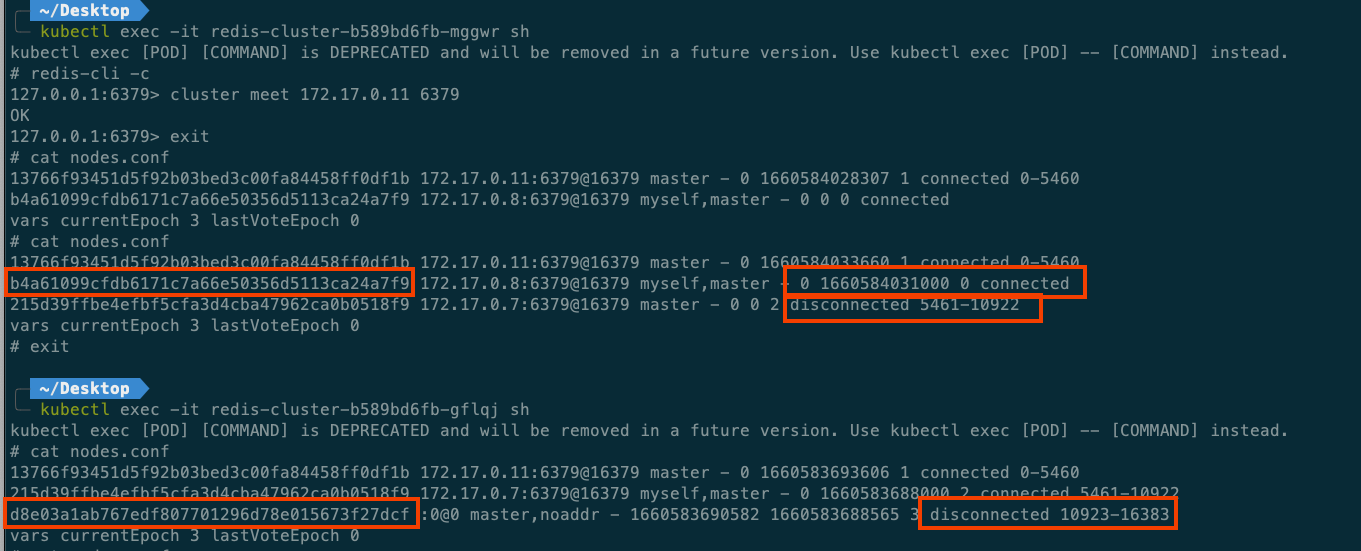 ~/Desktop
kubectl exec -it redis-cluster-b589bd6fb-mggwr sh
kubectl exec [POD] [COMMAND] is DEPRECATED and will be removed in a future version. Use kubectl exec [POD] -- [COMMAND] instead.
# redis-cli -c
127.0.0.1:6379> cluster meet 172.17.0.11 6379
OK
127.0.0.1:6379> exit
# cat nodes.conf
13766f93451d5f92b03bed3c00fa84458ff0df1b 172.17.0.11:6379@16379 master - 0 1660584028307 1 connected 0-5460
b4a61099cfdb6171c7a66e50356d5113ca24a7f9 172.17.0.8:6379@16379 myself,master - 0 0 0 connected
vars currentEpoch 3 lastVoteEpoch 0
# cat nodes.conf
13766f93451d5f92b03bed3c00fa84458ff0df1b 172.17.0.11:6379@16379 master - 0 1660584033660 1 connected 0-5460
b4a61099cfdb6171c7a66e50356d5113ca24a7f9 172.17.0.8:6379@16379 myself,master - 0 1660584031000 0 connected
215d39ffbe4efbf5cfa3d4cba47962ca0b0518f9 172.17.0.7:6379@16379 master - 0 0 2 disconnected 5461-10922
vars currentEpoch 3 lastVoteEpoch 0
# exit
~/Desktop
kubectl exec -it redis-cluster-b589bd6fb-gflqj sh
kubectl exec [POD] [COMMAND] is DEPRECATED and will be removed in a future version. Use kubectl exec [POD] -- [COMMAND] instead.
# cat nodes.conf
13766f93451d5f92b03bed3c00fa84458ff0df1b 172.17.0.11:6379@16379 master - 0 1660583693606 1 connected 0-5460
215d39ffbe4efbf5cfa3d4cba47962ca0b0518f9 172.17.0.7:6379@16379 myself,master - 0 1660583688000 2 connected 5461-10922
d8e03a1ab767edf807701296d78e015673f27dcf :0@0 master,noaddr - 1660583690582 1660583688565 3 disconnected 10923-16383
vars currentEpoch 3 lastVoteEpoch 0